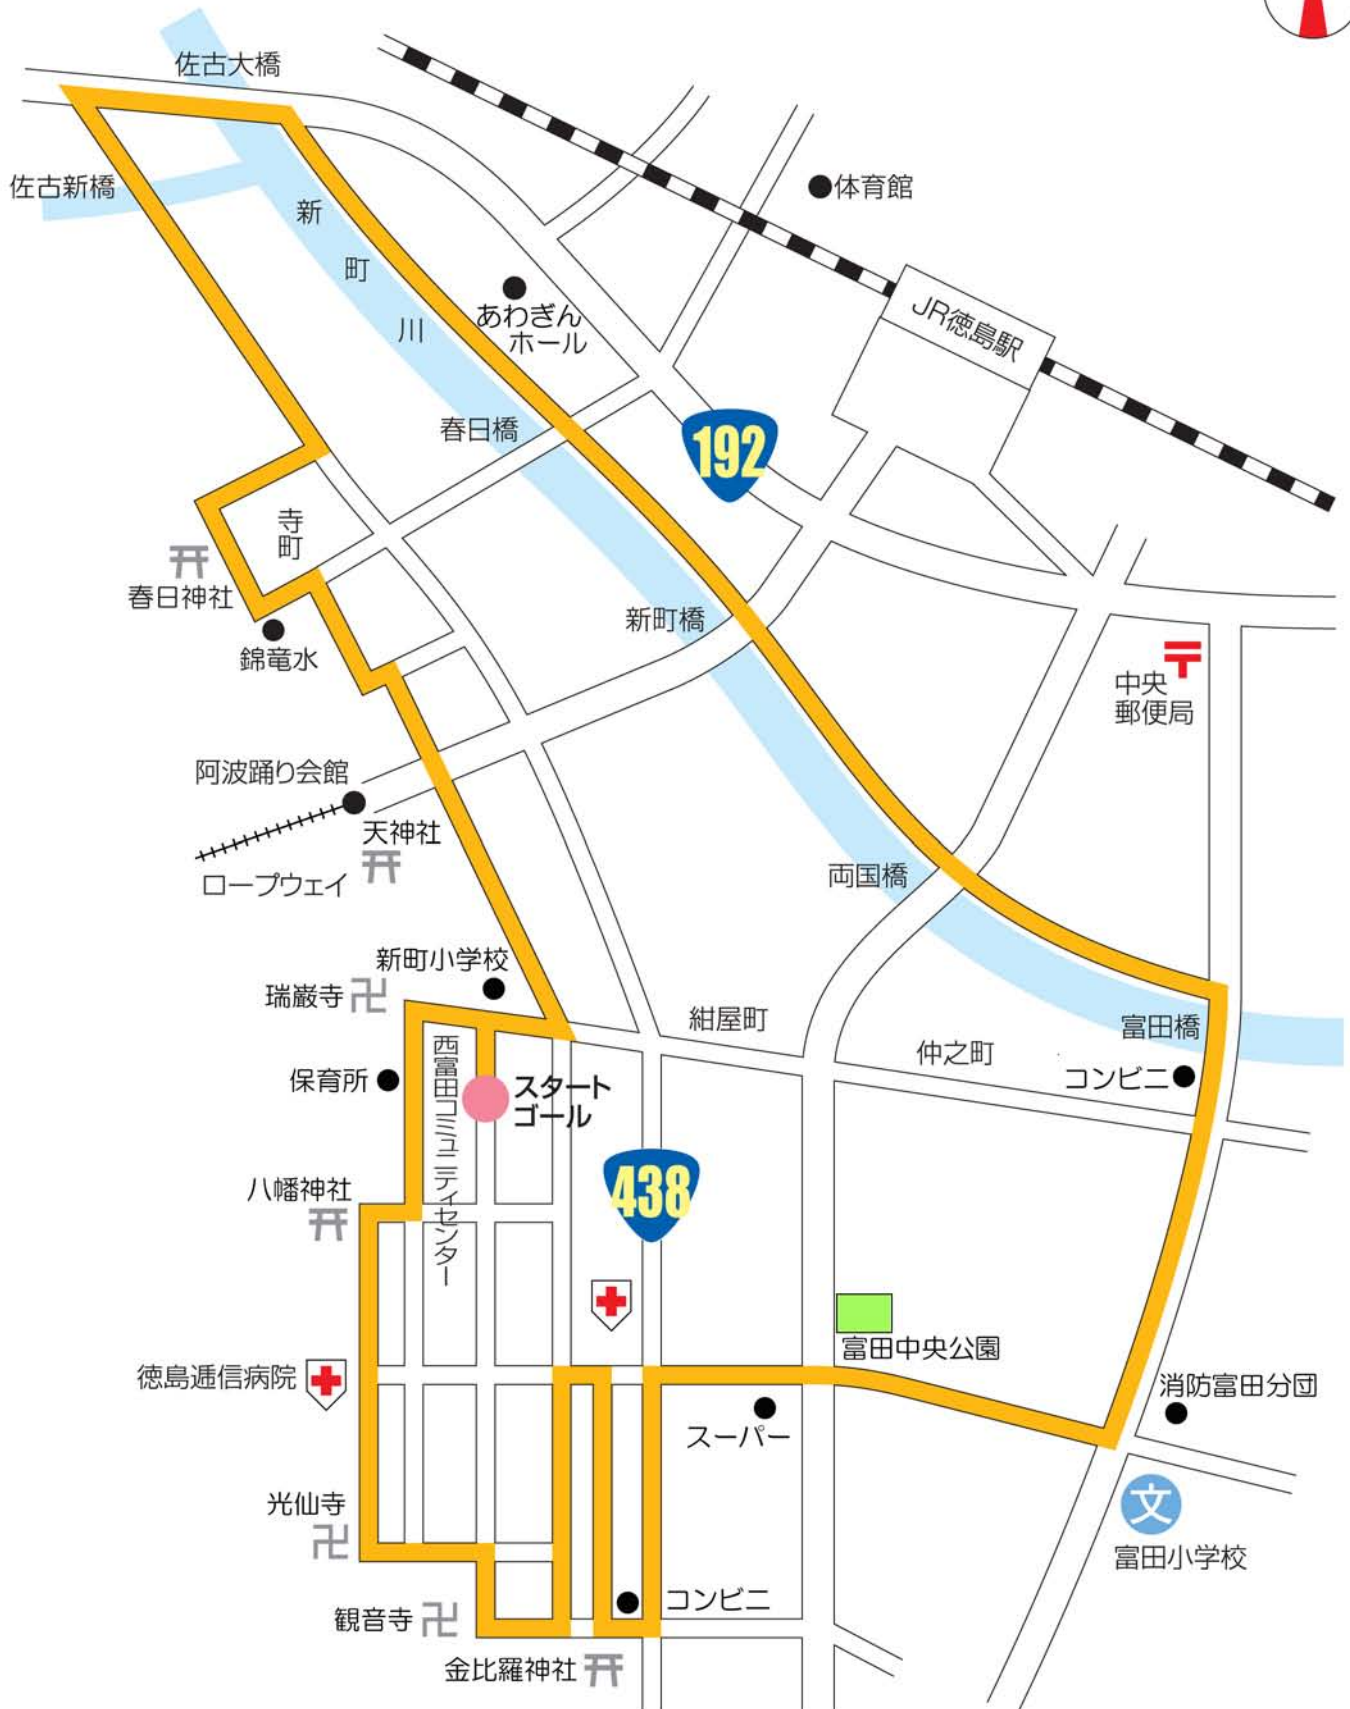 佐古大橋
佐古新橋
体育館
新町川
あわぎん
ホール
JR徳島駅
春日橋
192
寺町
春日神社
錦竜水
新町橋
中央
郵便局
阿波踊り会館
天神社
ロープウェイ
両国橋
新町小学校
瑞巌寺
紺屋町
富田橋
仲之町
コンビニ
保育所
西富田コミュニティセンター
スタート
ゴール
八幡神社
438
富田中央公園
徳島逓信病院
消防富田分団
スーパー
光仙寺
文
富田小学校
コンビニ
観音寺
金比羅神社